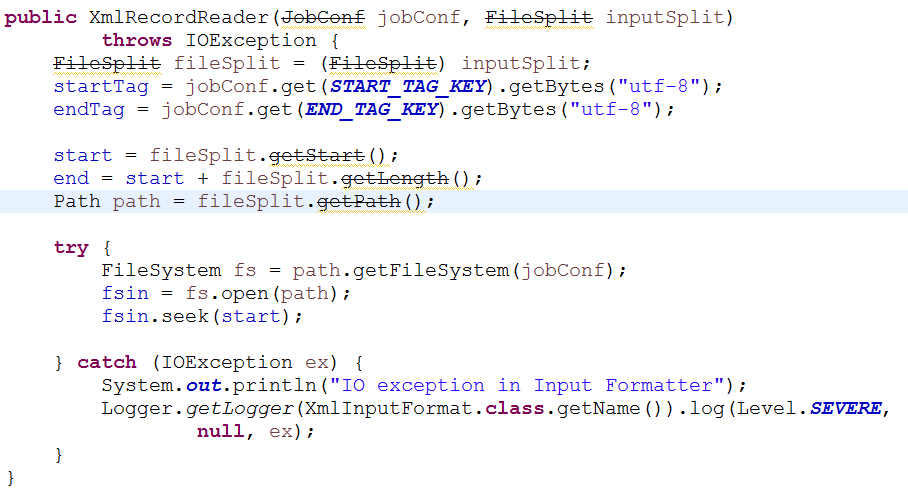 public XmlRecordReader(JobConf jobConf, FileSplit inputSplit)
throws IOException {
FileSplit fileSplit = (FileSplit) inputSplit;
startTag = jobConf.get(START_TAG_KEY).getBytes("utf-8");
endTag = jobConf.get(END_TAG_KEY).getBytes("utf-8");
start = fileSplit.getStart();
end = start + fileSplit.getLength();
Path path = fileSplit.getPath();
try {
FileSystem fs = path.getFileSystem(jobConf);
fsin = fs.open(path);
fsin.seek(start);
} catch (IOException ex) {
System.out.println("IO exception in Input Formatter");
Logger.getLogger(XmlInputFormat.class.getName()).log(Level.SEVERE,
null, ex);
}
}